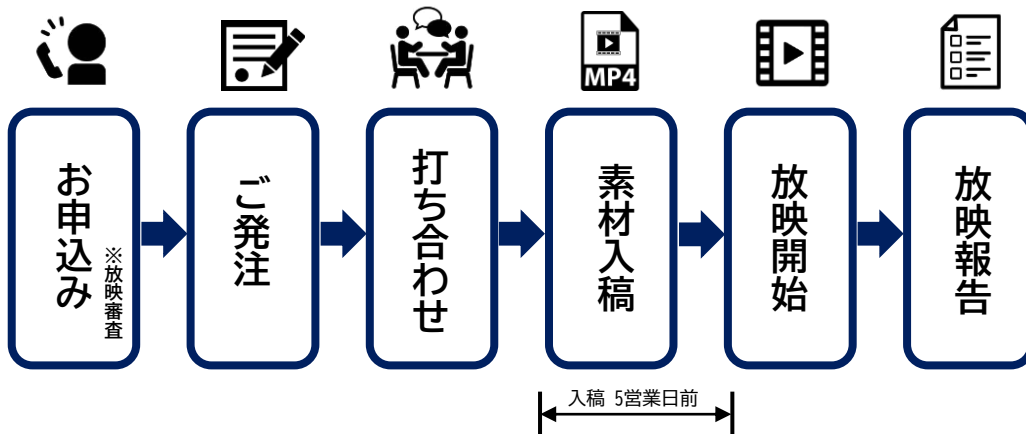 MP4
お申込み
※放映審査
ご発注
打ち合わせ
素材入稿
放映開始
放映報告
入稿 5営業日前